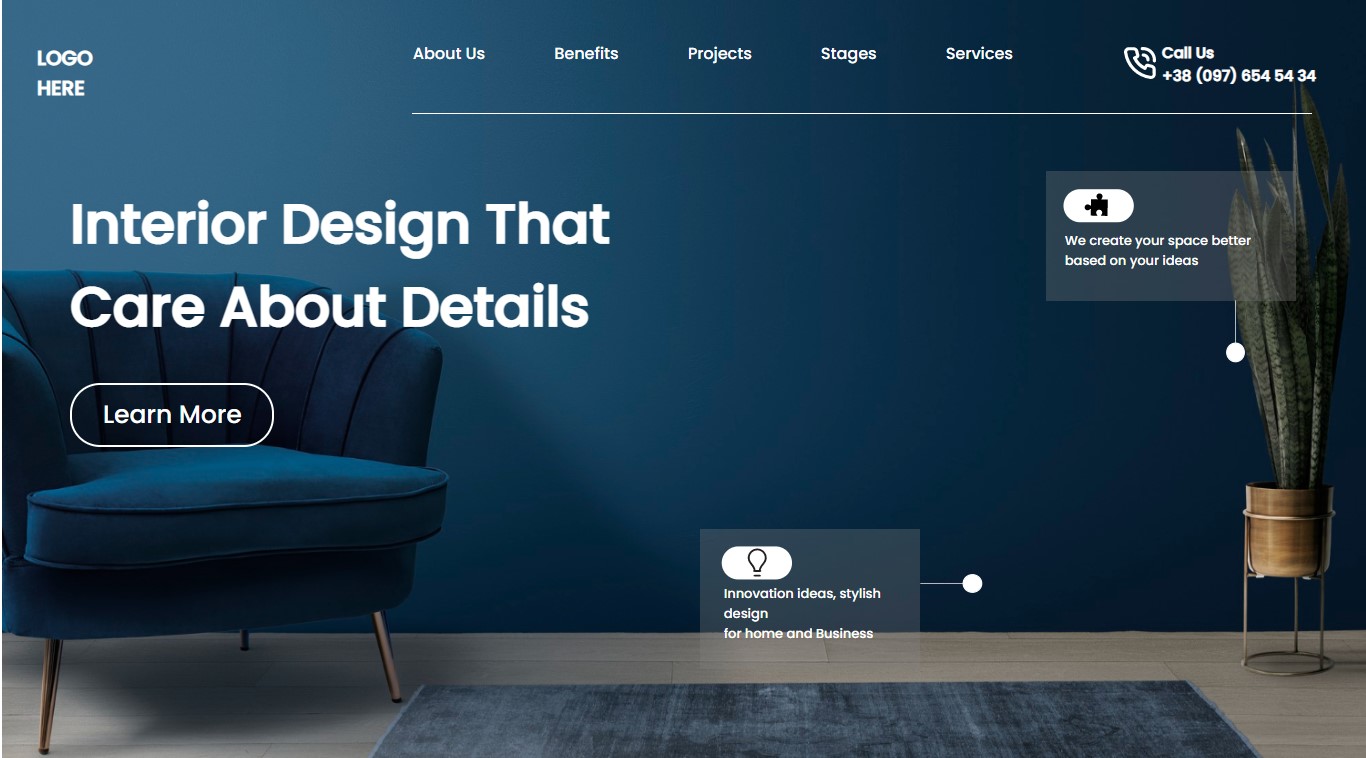 LOGO
HERE
About Us
Benefits
Projects
Stages
Services
Call Us
+38 (097) 654 54 34
Interior Design That
Care About Details
Learn More
We create your space better
based on your ideas
Innovation ideas, stylish
design
for home and Business